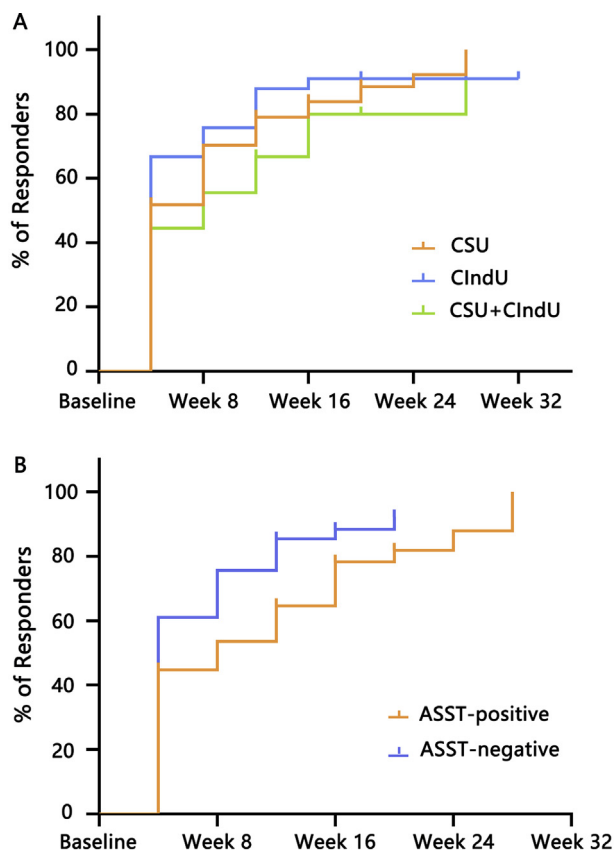 A
100
80
60
40
20
0
% of Responders
CSU
CIndU
CSU+CIndU
Baseline Week 8 Week 16 Week 24 Week 32
B
100
80
60
40
20
0
% of Responders
ASST-positive
ASST-negative
Baseline Week 8 Week 16 Week 24 Week 32